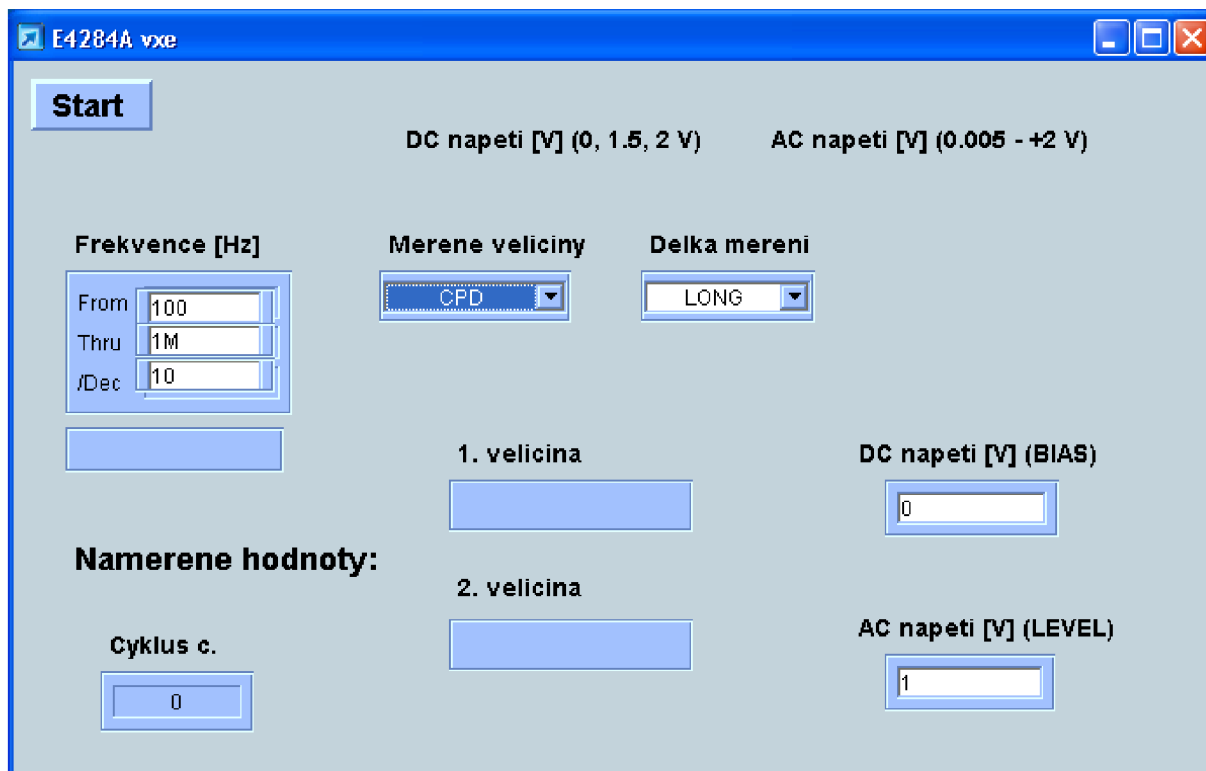 E4284A vxe
Start
DC napeti [V] (0, 1.5, 2 V) AC napeti [V] (0.005 - +2 V)
Frekvence [Hz] Merene veliciny Delka mereni
From 100 CPD LONG
Thru 1M
/Dec 10
1. velicina DC napeti [V] (BIAS)
0
Namerene hodnoty:
2. velicina
AC napeti [V] (LEVEL)
Cyklus c.
1
0